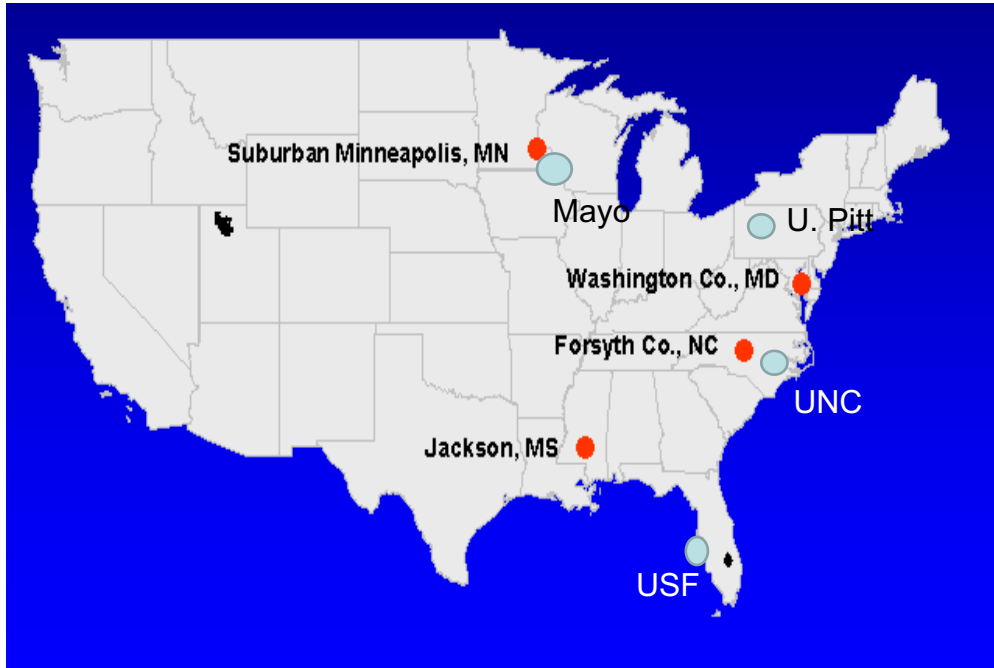 Suburban Minneapolis, MN
Mayo
U. Pitt
Washington Co., MD
Forsyth Co., NC
UNC
Jackson, MS
USF